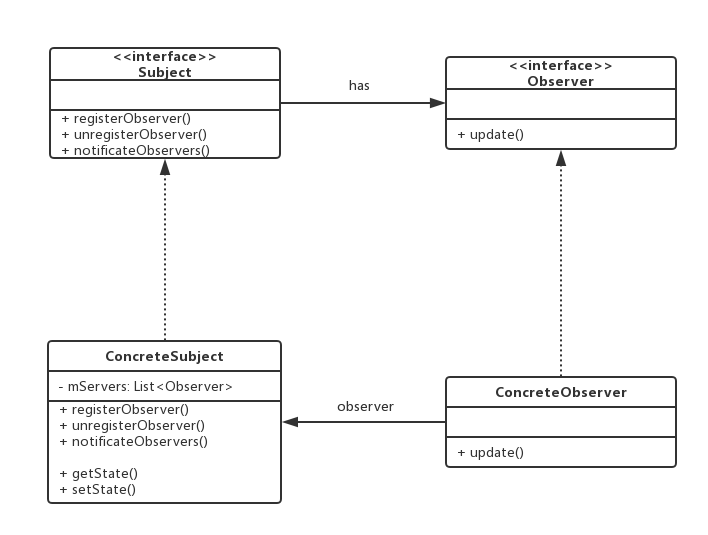 <<interface>>
Subject
+ registerObserver()
+ unregisterObserver()
+ notificateObservers()
has
<<interface>>
Observer
+ update()
ConcreteSubject
- mServers: List<Observer>
+ registerObserver()
+ unregisterObserver()
+ notificateObservers()
+ getState()
+ setState()
observer
ConcreteObserver
+ update()